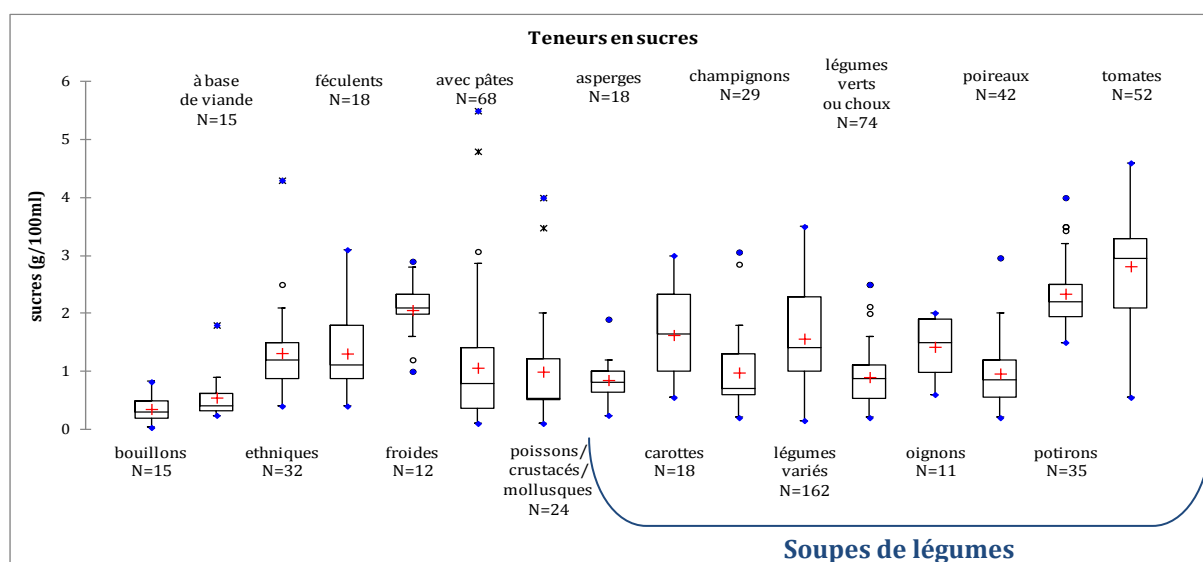 Teneurs en sucres
sucres (g/100ml)
6
5
4
3
2
1
0
bouillons
N=15
à base
de viande
N=15
ethniques
N=32
féculents
N=18
froides
N=12
avec pâtes
N=68
poissons/
crustacés/
mollusques
N=24
asperges
N=18
carottes
N=18
champignons
N=29
légumes
variés
N=162
légumes
verts
ou choux
N=74
oignons
N=11
poireaux
N=42
potirons
N=35
tomates
N=52
Soupes de légumes